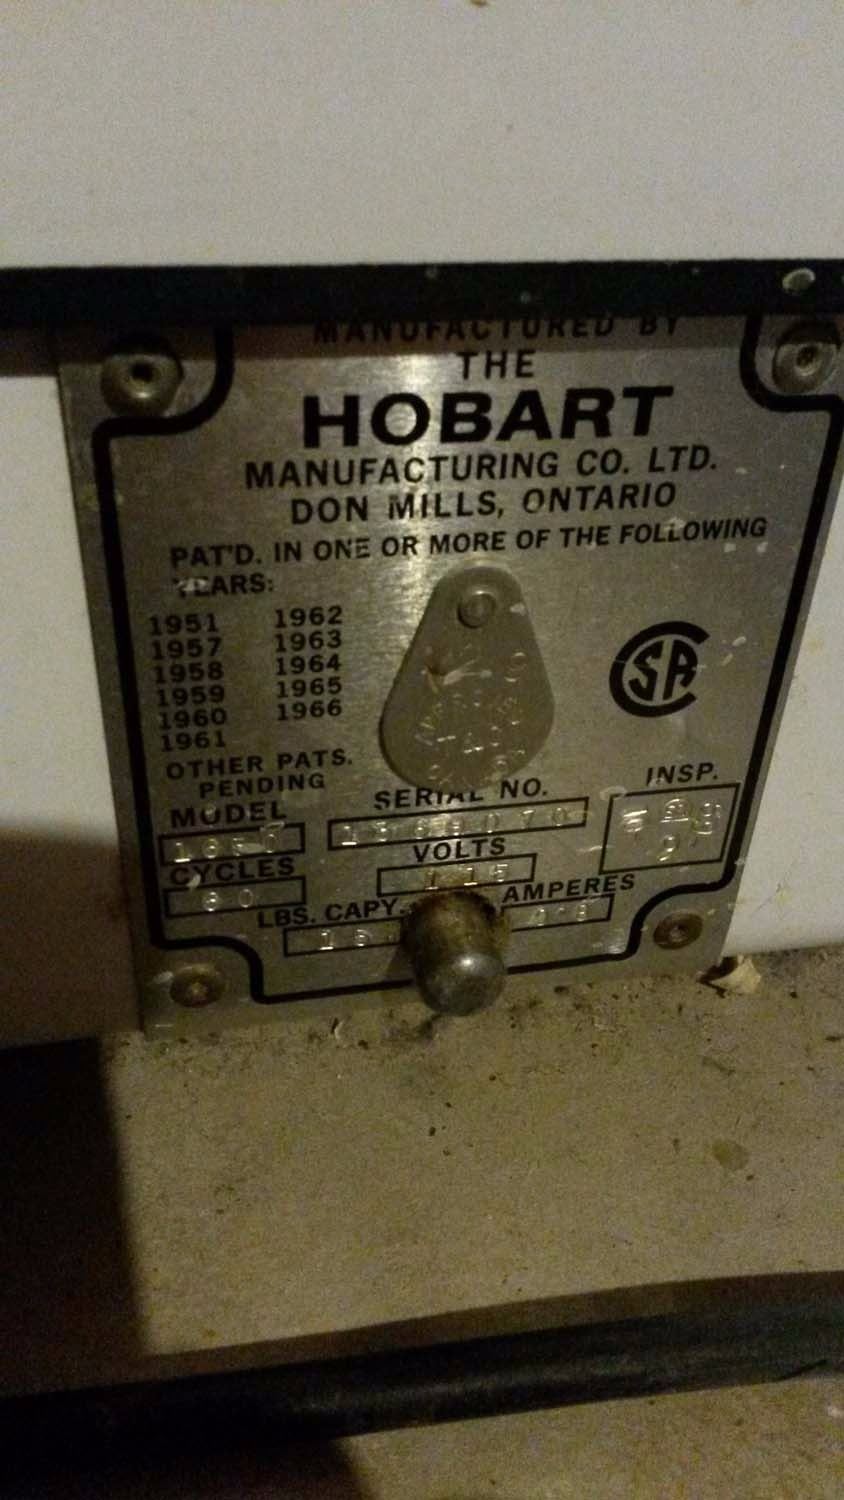 MANUFACTURED BY
THE
HOBART
MANUFACTURING CO. LTD.
DON MILLS, ONTARIO
PAT'D. IN ONE OR MORE OF THE FOLLOWING
YEARS:
1951 1962
1957 1963
1958 1964
1959 1965
1960 1966
1961
CSA
OTHER PATS.
PENDING
MODEL SERIAL NO. INSP.
CYCLES VOLTS
60 115
LBS. CAPY. AMPERES